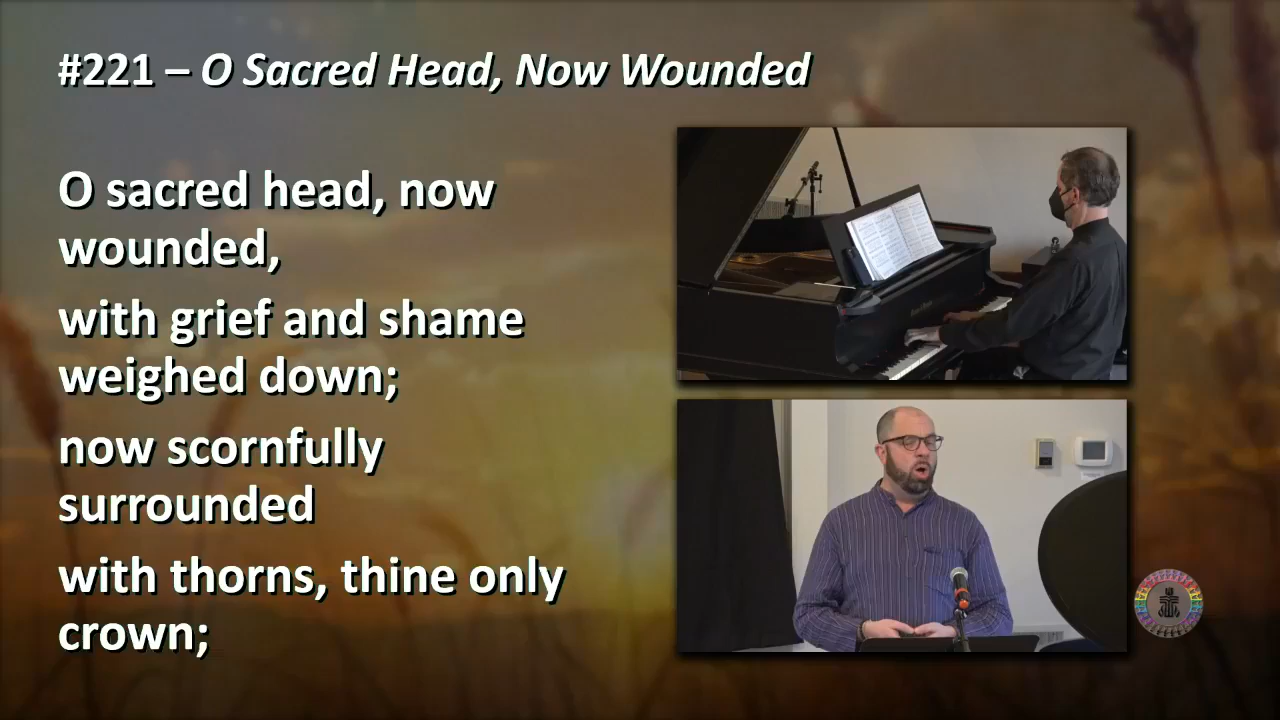 #221 – O Sacred Head, Now Wounded
O sacred head, now
wounded,
with grief and shame
weighed down;
now scornfully
surrounded
with thorns, thine only
crown;